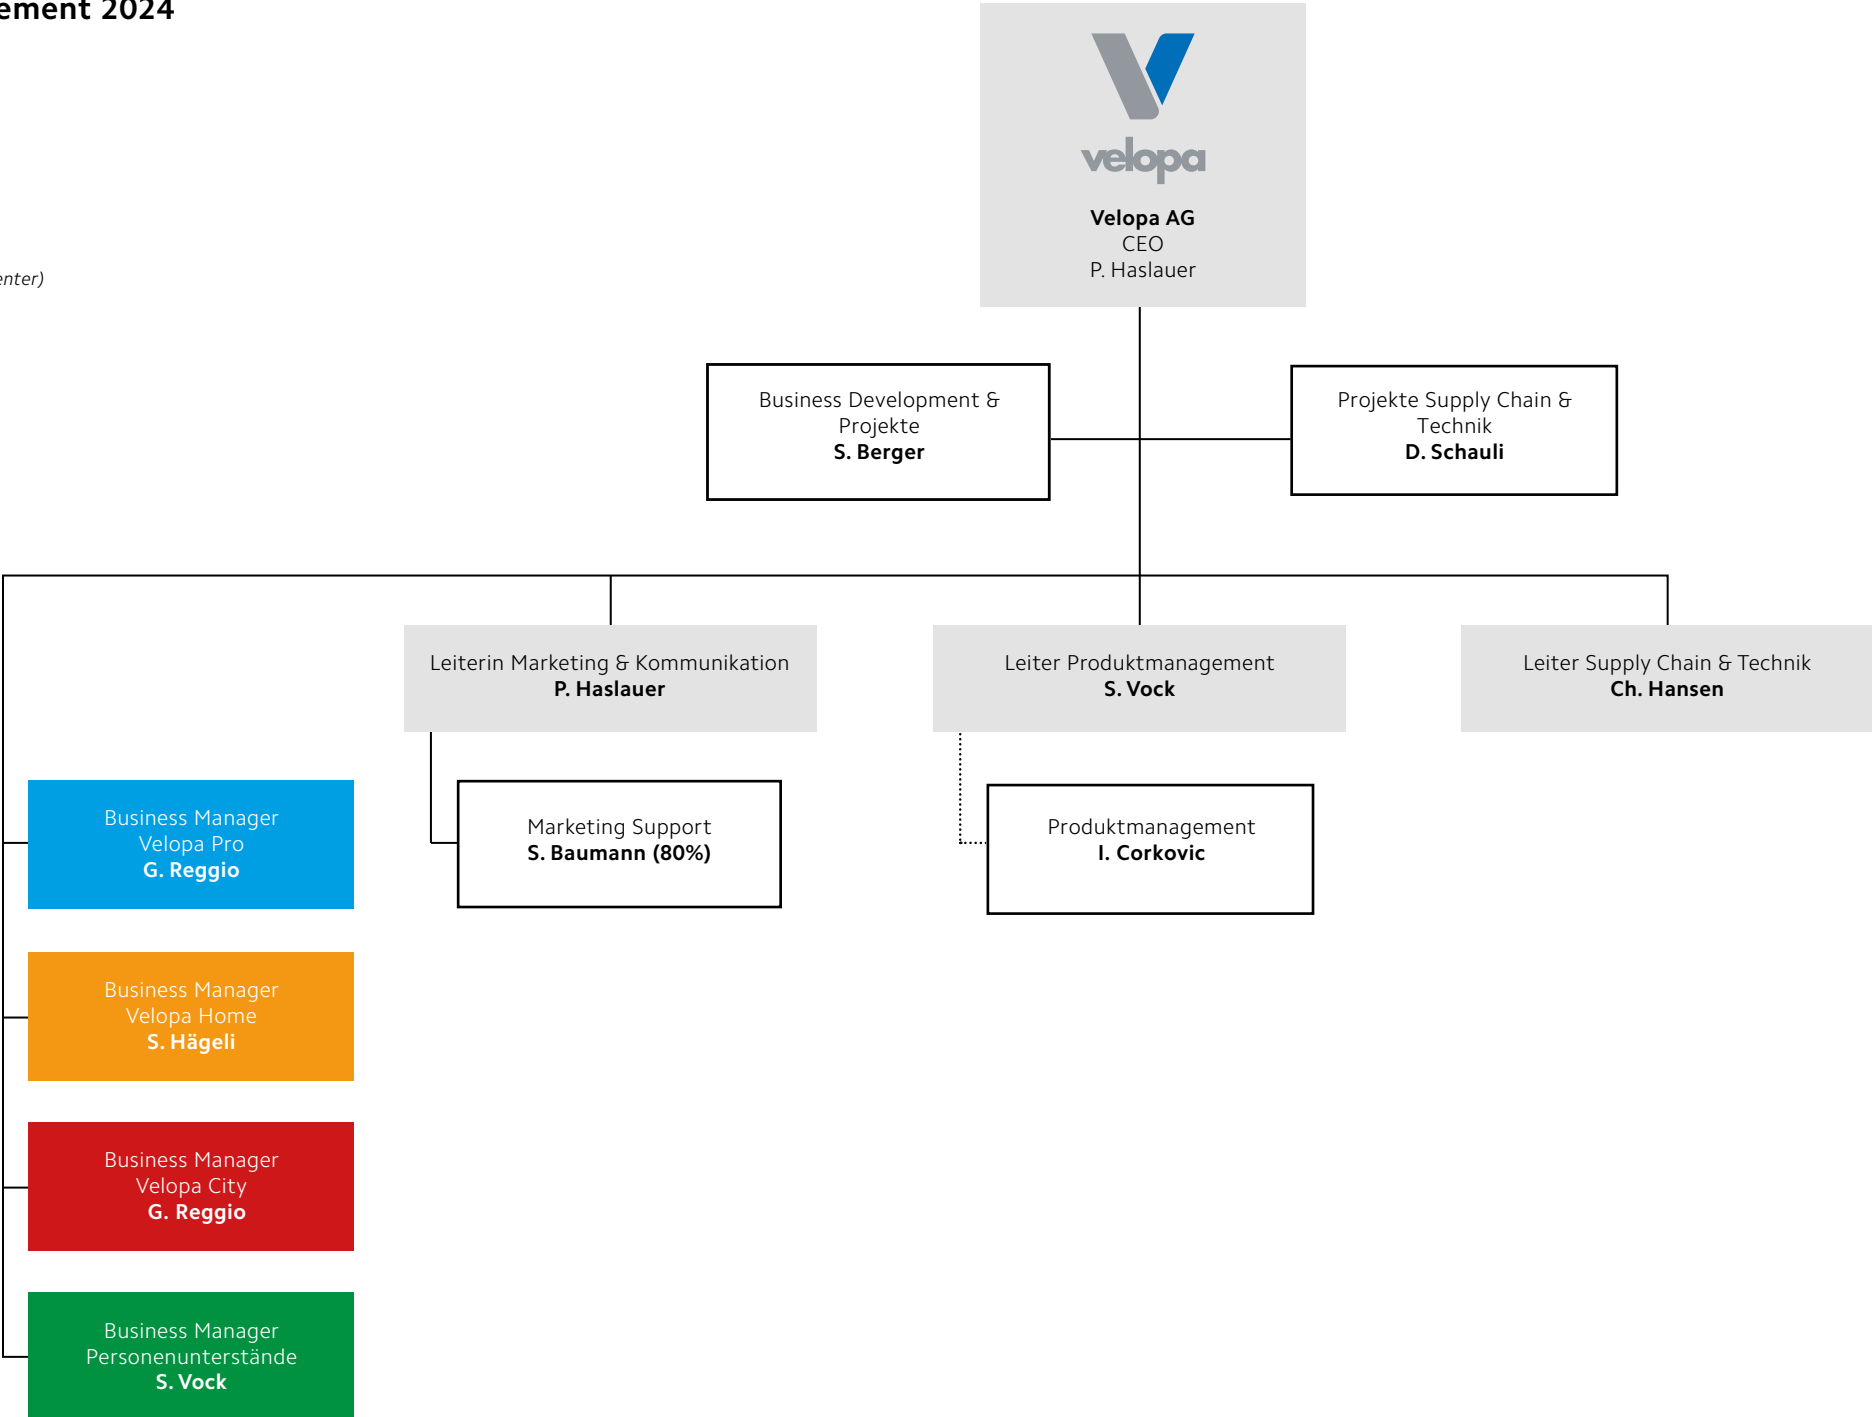 ement 2024
velopa
Velopa AG
CEO
P. Haslauer
enter)
Business Development &
Projekte
S. Berger
Projekte Supply Chain &
Technik
D. Schauli
Leiterin Marketing & Kommunikation
P. Haslauer
Leiter Produktmanagement
S. Vock
Leiter Supply Chain & Technik
Ch. Hansen
Business Manager
Velopa Pro
G. Reggio
Marketing Support
S. Baumann (80%)
Produktmanagement
I. Corkovic
Business Manager
Velopa Home
S. Hägeli
Business Manager
Velopa City
G. Reggio
Business Manager
Personenunterstände
S. Vock